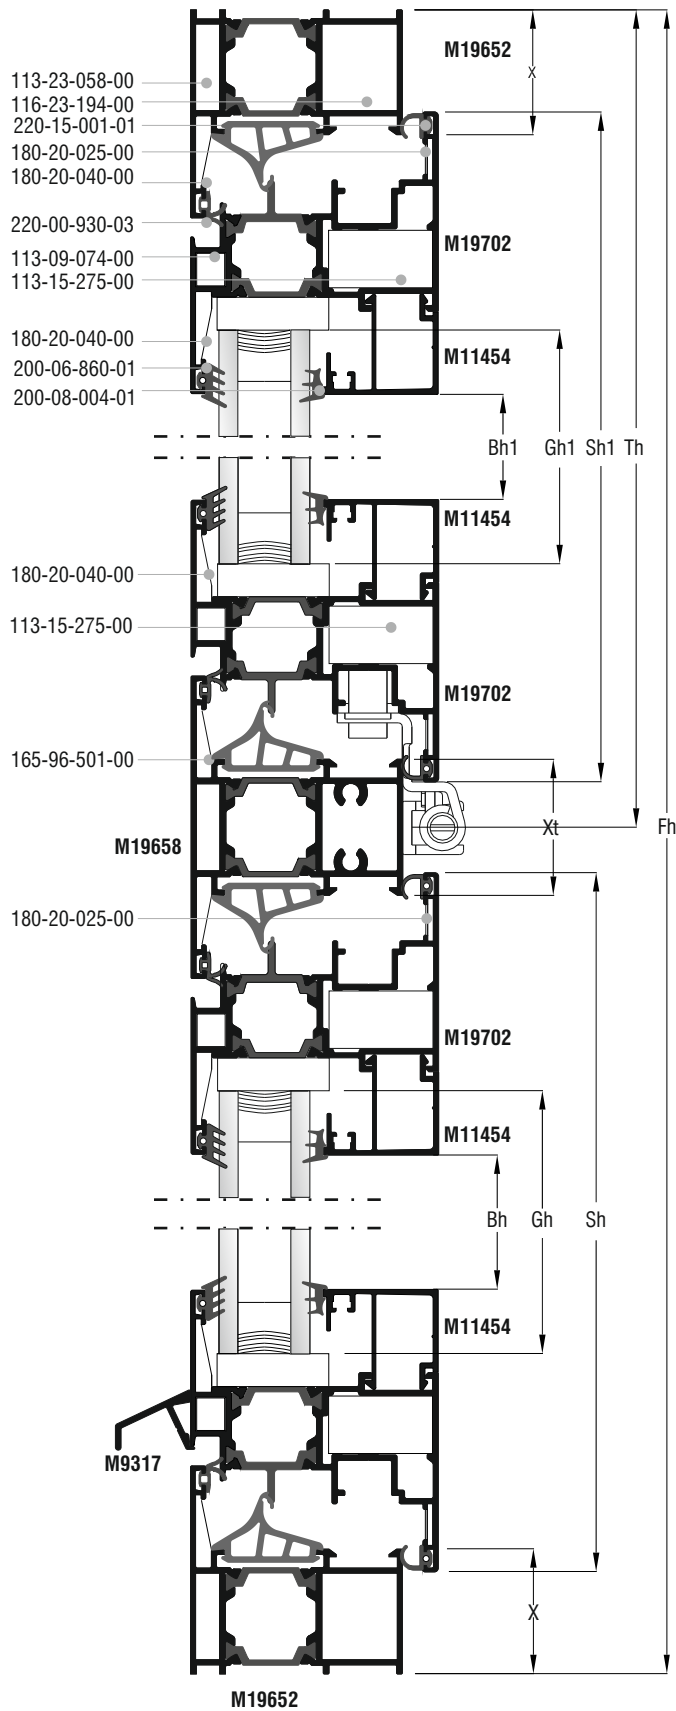 M19652
X
113-23-058-00
116-23-194-00
220-15-001-01
180-20-025-00
180-20-040-00
220-00-930-03
M19702
113-09-074-00
113-15-275-00
180-20-040-00
M11454
200-06-860-01
200-08-004-01
Bh1
Gh1
Sh1
Th
M11454
180-20-040-00
113-15-275-00
M19702
165-96-501-00
Xt
Fh
M19658
180-20-025-00
M19702
M11454
Bh
Gh
Sh
M11454
M9317
X
M19652